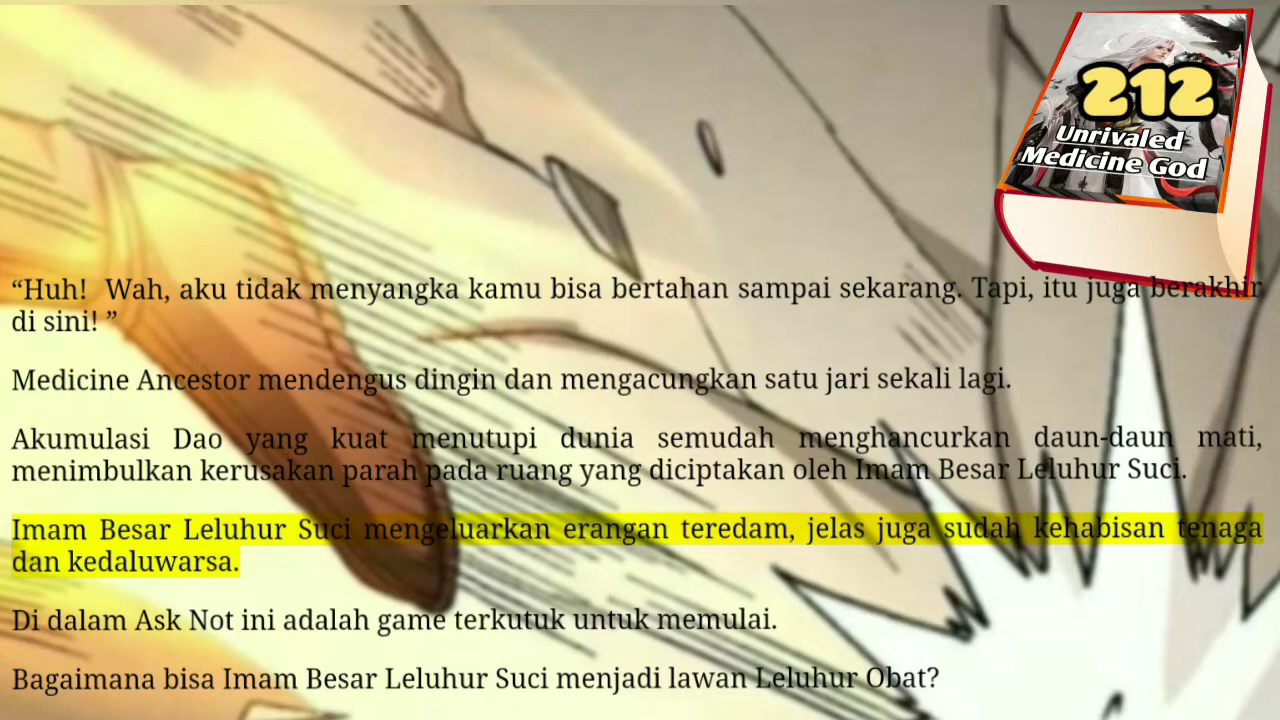 212
Unrivaled
Medicine God
“Huh!  Wah, aku tidak menyangka kamu bisa bertahan sampai sekarang. Tapi, itu juga berakhir
di sini! ”
Medicine Ancestor mendengus dingin dan mengacungkan satu jari sekali lagi.
Akumulasi Dao yang kuat menutupi dunia semudah menghancurkan daun-daun mati,
menimbulkan kerusakan parah pada ruang yang diciptakan oleh Imam Besar Leluhur Suci.
Imam Besar Leluhur Suci mengeluarkan erangan teredam, jelas juga sudah kehabisan tenaga
dan kedaluwarsa.
Di dalam Ask Not ini adalah game terkutuk untuk memulai.
Bagaimana bisa Imam Besar Leluhur Suci menjadi lawan Leluhur Obat?